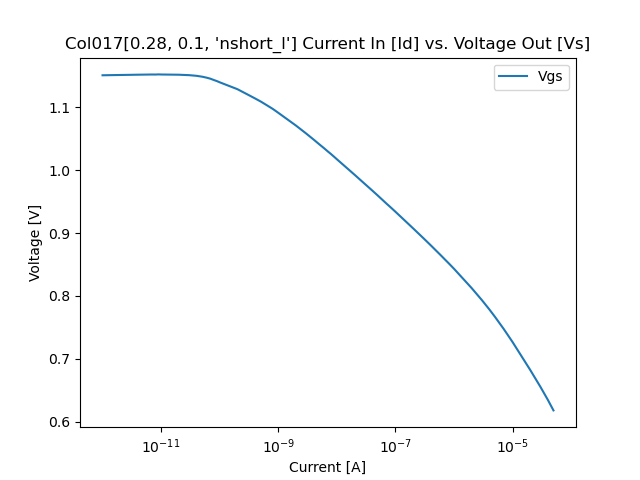 Col017[0.28, 0.1, 'nshort_l'] Current In [Id] vs. Voltage Out [Vs]
Vgs
Voltage [V]
1.1
1.0
0.9
0.8
0.7
0.6
10⁻¹¹ 10⁻⁹ 10⁻⁷ 10⁻⁵
Current [A]